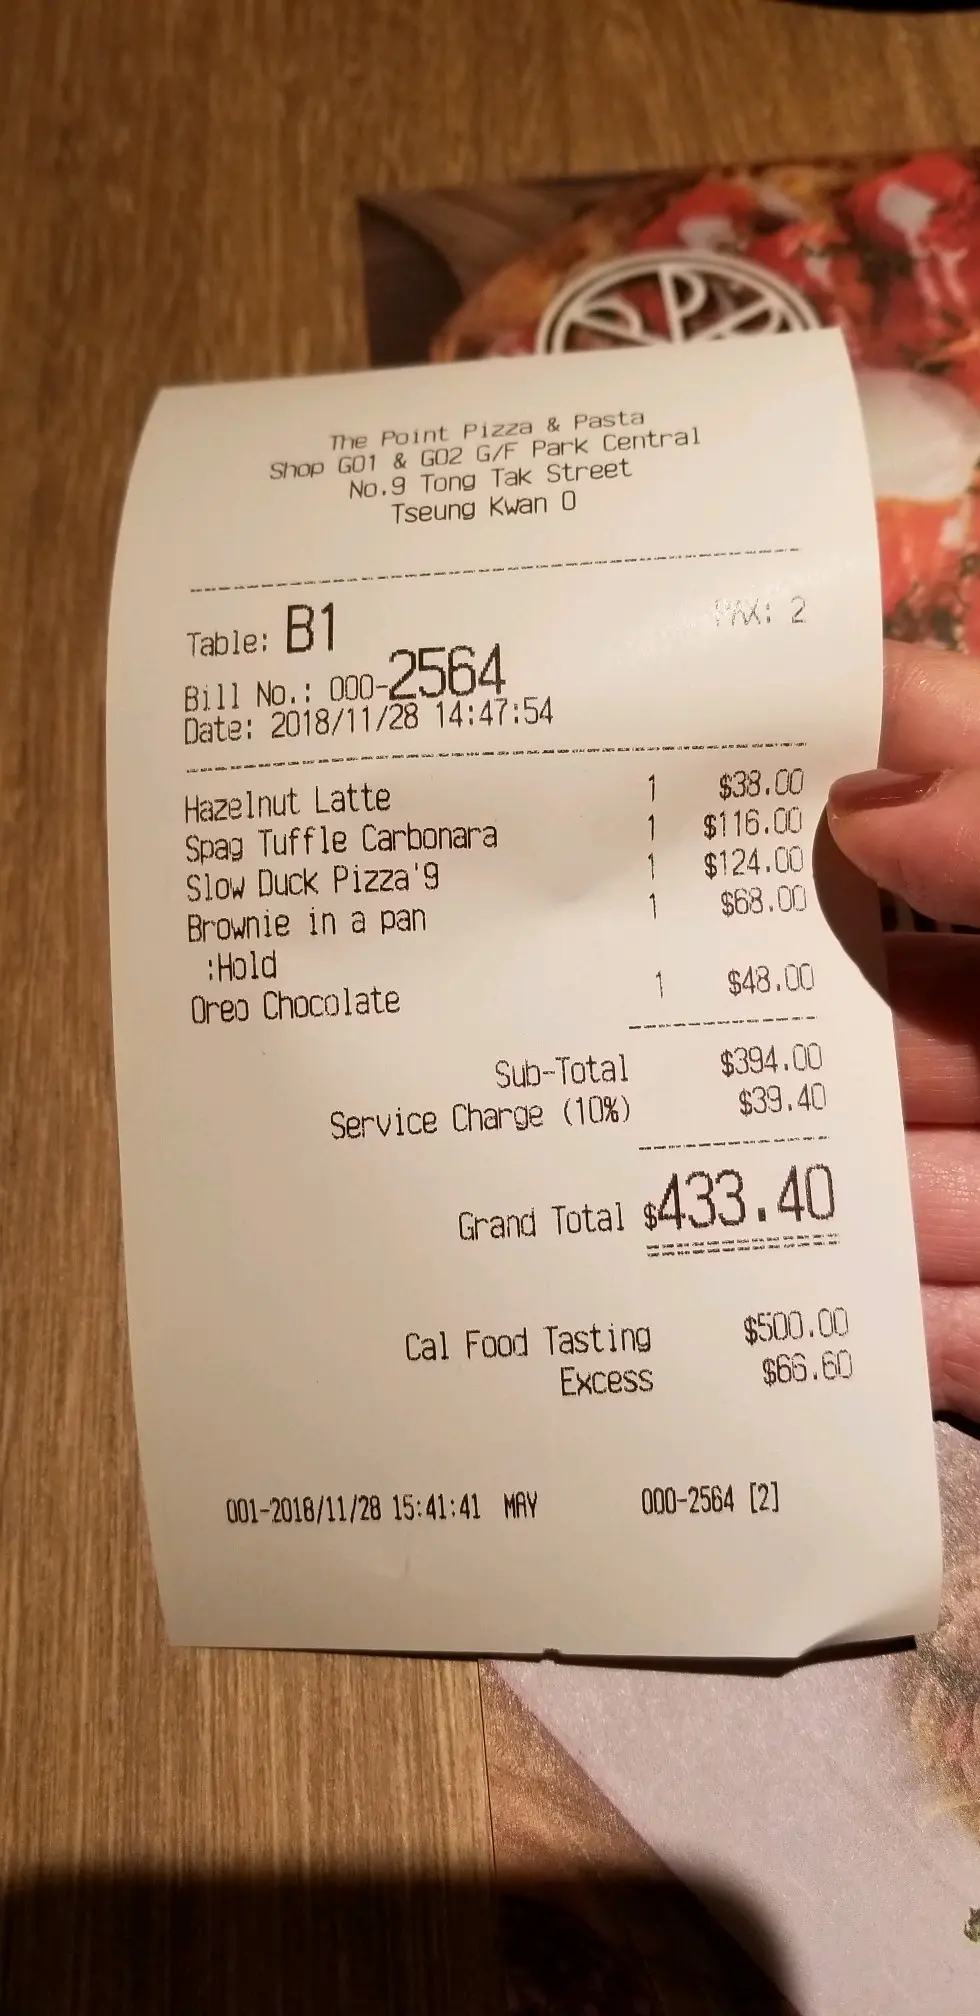 The Point Pizza & Pasta
Shop G01 & G02 G/F Park Central
No.9 Tong Tak Street
Tseung Kwan O
Table: B1 PAX: 2
Bill No.: 000-2564
Date: 2018/11/28 14:47:54
Hazelnut Latte 1 $38.00
Spag Tuffle Carbonara 1 $116.00
Slow Duck Pizza'9 1 $124.00
Brownie in a pan 1 $68.00
:Hold
Oreo Chocolate 1 $48.00
Sub-Total $394.00
Service Charge (10%) $39.40
Grand Total $433.40
Cal Food Tasting $500.00
Excess $66.60
001-2018/11/28 15:41:41 MAY 000-2564 [2]